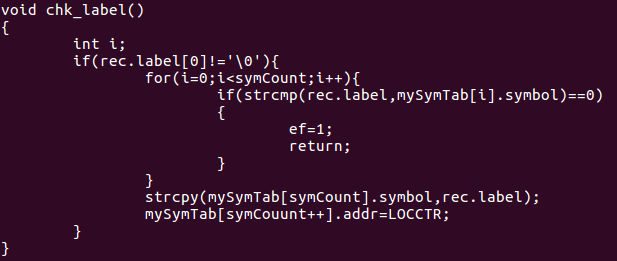 void chk_label()
{
        int i;
        if(rec.label[0]!='\0'){
                for(i=0;i<symCount;i++){
                        if(strcmp(rec.label,mySymTab[i].symbol)==0)
                        {
                                ef=1;
                                return;
                        }
                }
                strcpy(mySymTab[symCount].symbol,rec.label);
                mySymTab[symCouunt++].addr=LOCCTR;
        }
}